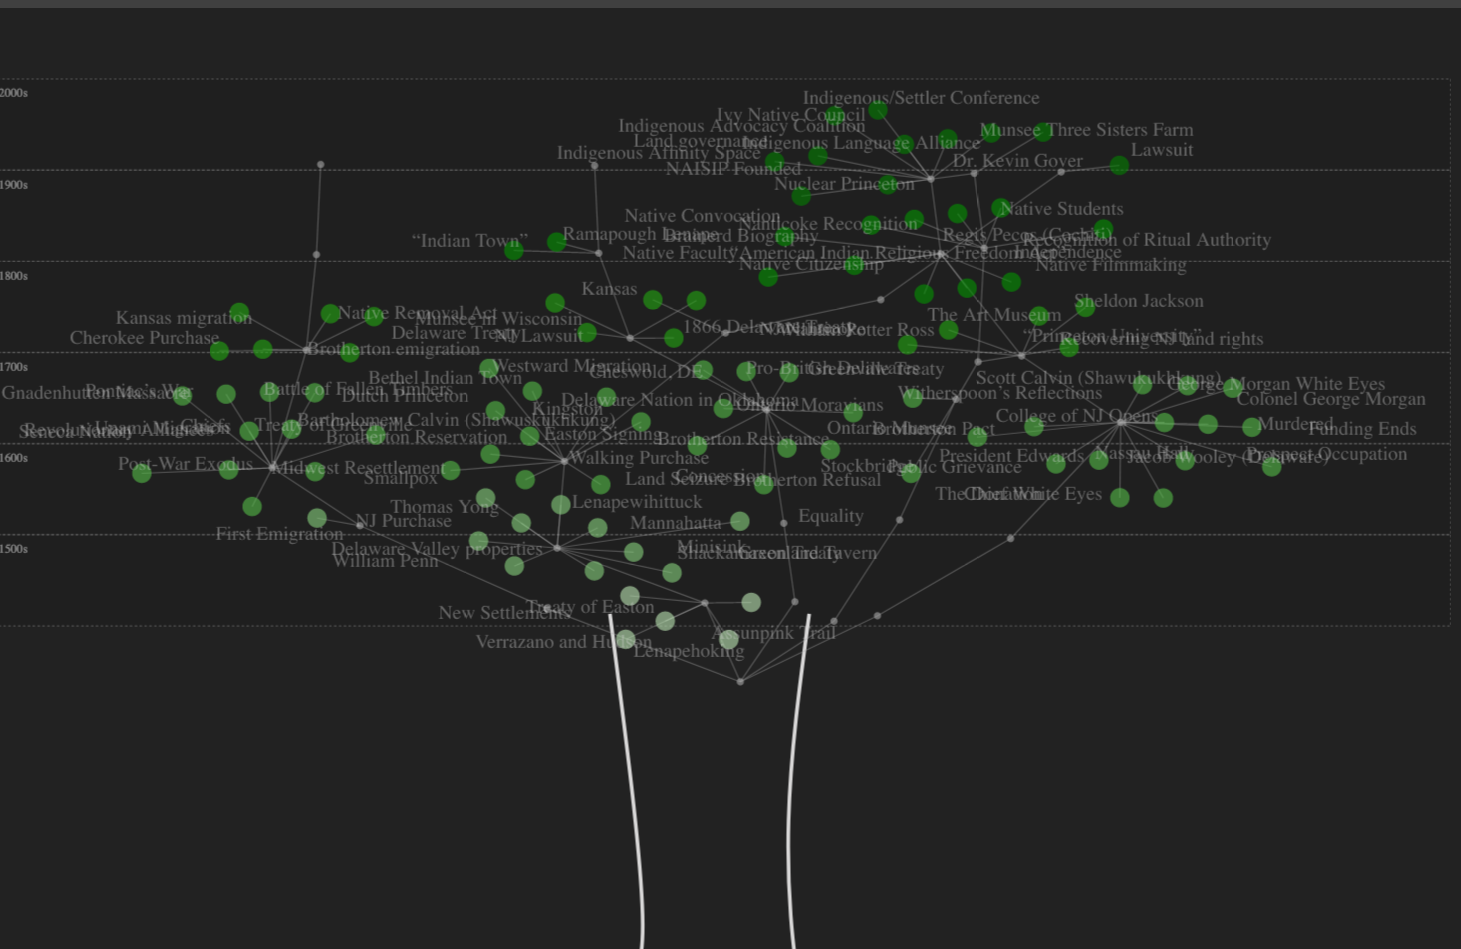 2000s
Indigenous/Settler Conference
Ivy Native Council
Indigenous Advocacy Coalition
Munsee Three Sisters Farm
Land governance
Indigenous Language Alliance
Lawsuit
Indigenous Affinity Space
Dr. Kevin Gover
NAISIP Founded
1900s
Nuclear Princeton
Native Students
Native Convocation
Nanticoke Recognition
Ramapough Lenape
Brainerd Biography
Regis Pecos (Cochiti)
“Indian Town”
Recognition of Ritual Authority
Native Faculty
American Indian Religious Freedom Act
Independence
Native Citizenship
Native Filmmaking
1800s
Kansas
Sheldon Jackson
Native Removal Act
The Art Museum
Kansas migration
Munsee in Wisconsin
1866 Delaware Treaty
Potter Ross
Delaware Treaty
NJ Lawsuit
“Princeton University”
Recovering NJ land rights
Cherokee Purchase
Brotherton emigration
1700s
Westward Migration
Cheswold, DE
Pro-British Delawares
Greenville Treaty
Bethel Indian Town
Scott Calvin (Shawukukhkung)
George Morgan White Eyes
Gnadenhutten Massacre
Pontiac's War
Battle of Fallen Timbers
Dutch Princeton
Witherspoon's Reflections
Colonel George Morgan
Delaware Nation in Oklahoma
Ontario Moravians
Kingston
College of NJ Opens
Bartholomew Calvin (Shawuskukhkung)
Treaty of Greenville
Murdered
Seneca Nation
Chiefs
Ontario Munsee
Brotherton Pact
Funding Ends
Brotherton Reservation
Easton Signing
Brotherton Resistance
1600s
Walking Purchase
President Edwards
Nassau Hall
Jacob Wooley (Delaware)
Prospect Occupation
Post-War Exodus
Midwest Resettlement
Stockbridge
Public Grievance
Smallpox
Land Seizure
Concession
Brotherton Refusal
The Donation
Chief White Eyes
Thomas Yong
Lenapewihittuck
NJ Purchase
Mannahatta
Equality
First Emigration
1500s
Delaware Valley properties
Minisink
Shackamaxon Treaty
Greenland Tavern
William Penn
New Settlements
Treaty of Easton
Assunpink Trail
Verrazano and Hudson
Lenapehoking